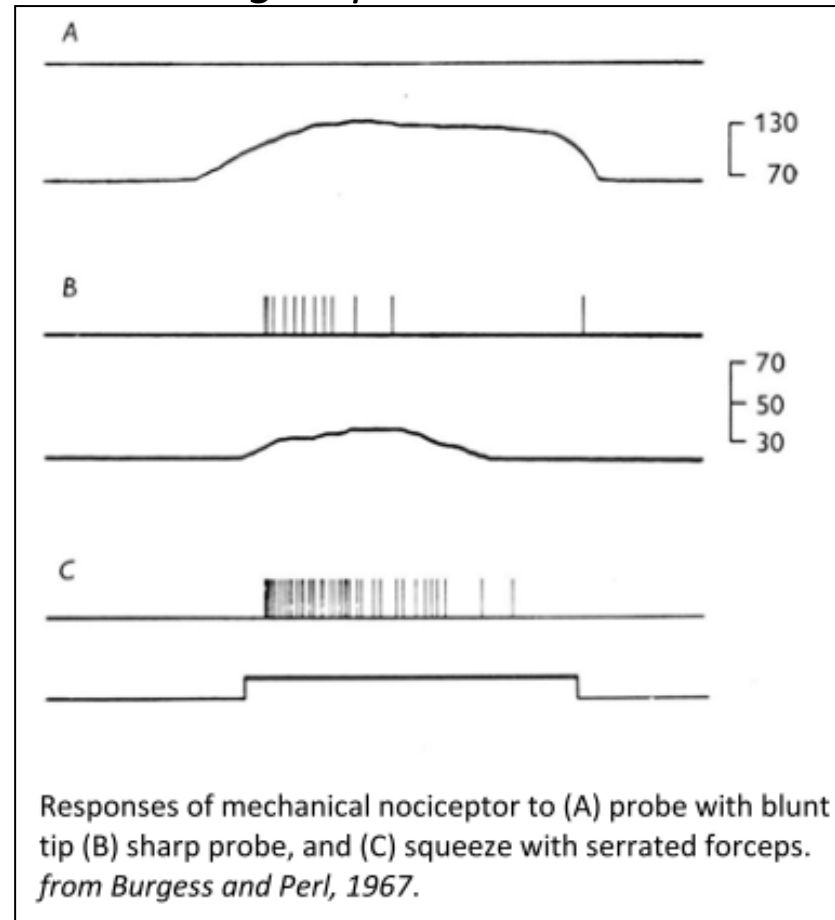 A
130
70
B
70
50
30
C
Responses of mechanical nociceptor to (A) probe with blunt
tip (B) sharp probe, and (C) squeeze with serrated forceps.
from Burgess and Perl, 1967.